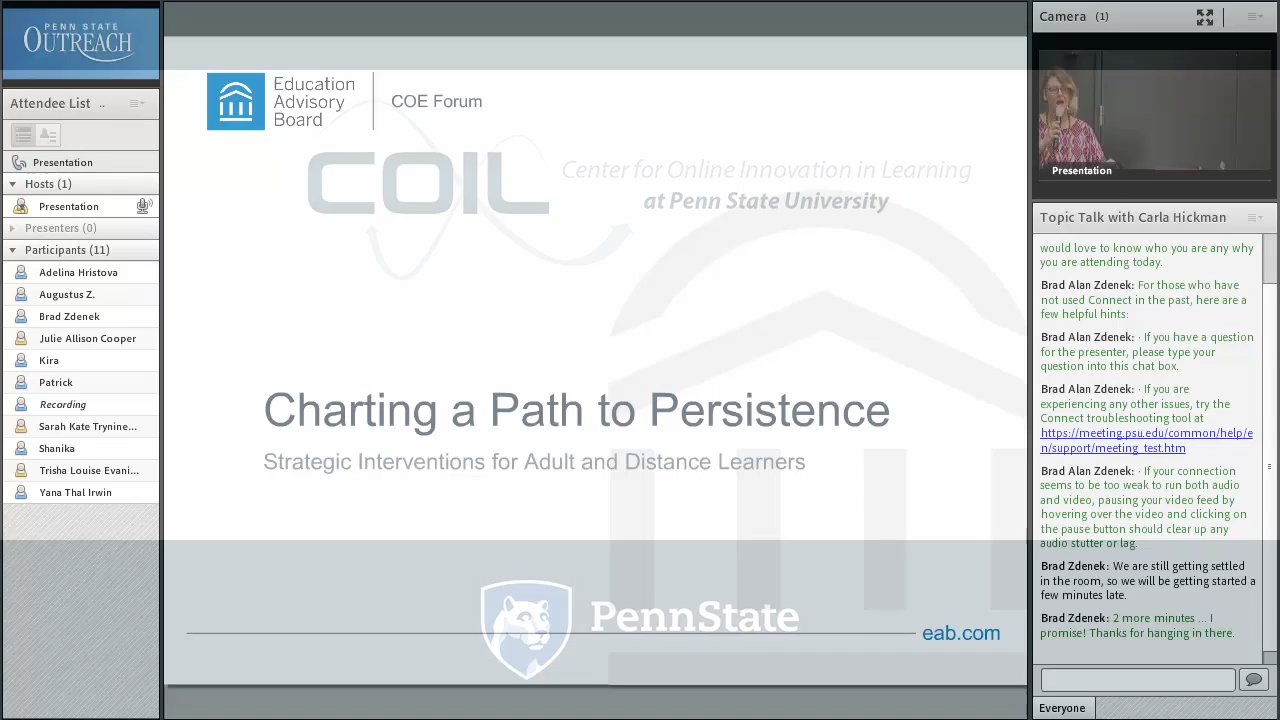 PENN STATE
OUTREACH
Attendee List ..
Presentation
Hosts (1)
Presentation
Presenters (0)
Participants (11)
Adelina Hristova
Augustus Z.
Brad Zdenek
Julie Allison Cooper
Kira
Patrick
Recording
Sarah Kate Trynine...
Shanika
Trisha Louise Evani...
Yana Thal Irwin
Education
Advisory
Board
COE Forum
COIL
Center for Online Innovation in Learning
at Penn State University
Charting a Path to Persistence
Strategic Interventions for Adult and Distance Learners
PennState
eab.com
Camera (1)
Presentation
Topic Talk with Carla Hickman
would love to know who you are any why
you are attending today.
Brad Alan Zdenek: For those who have
not used Connect in the past, here are a
few helpful hints:
Brad Alan Zdenek: · If you have a question
for the presenter, please type your
question into this chat box.
Brad Alan Zdenek: · If you are
experiencing any other issues, try the
Connect troubleshooting tool at
https://meeting.psu.edu/common/help/e
n/support/meeting_test.htm
Brad Alan Zdenek: · If your connection
seems to be too weak to run both audio
and video, pausing your video feed by
hovering over the video and clicking on
the pause button should clear up any
audio stutter or lag.
Brad Zdenek: We are still getting settled
in the room, so we will be getting started a
few minutes late.
Brad Zdenek: 2 more minutes ... I
promise! Thanks for hanging in there.
Everyone